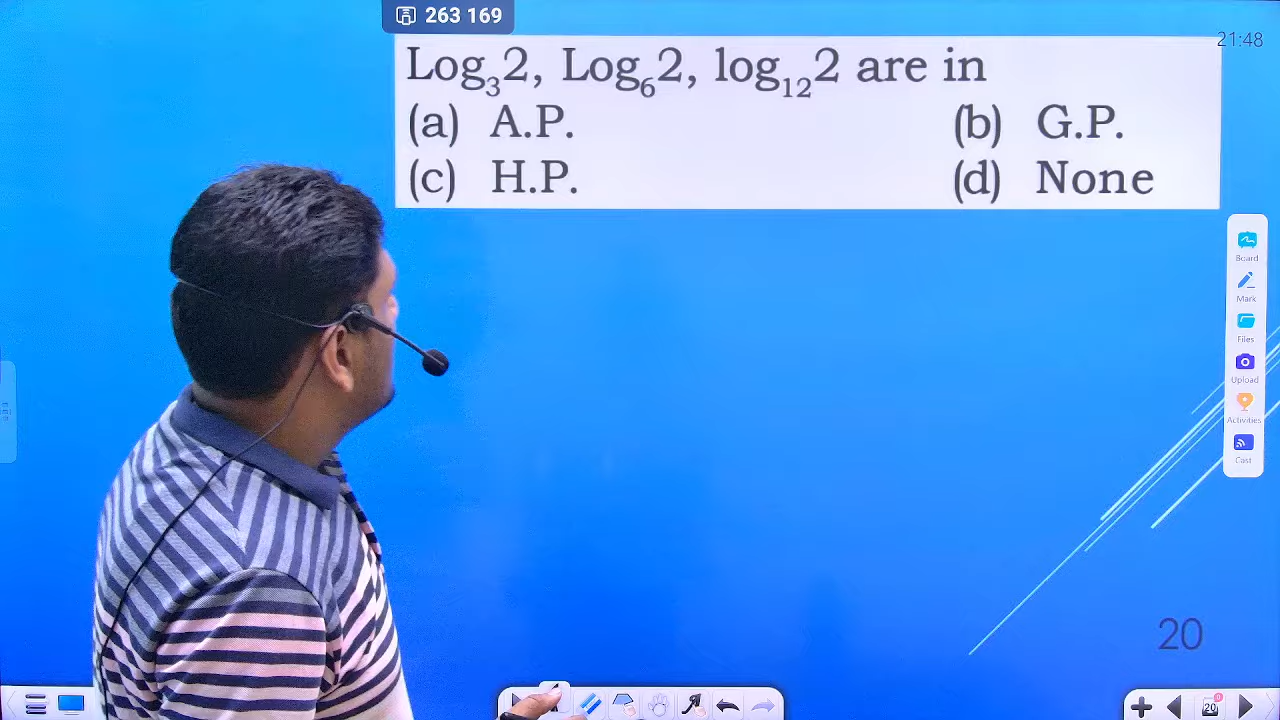 263 169
21:48
Log₃2, Log₆2, log₁₂2 are in
(a) A.P. (b) G.P.
(c) H.P. (d) None
Board
Mark
Files
Upload
Activities
Cast
20
20